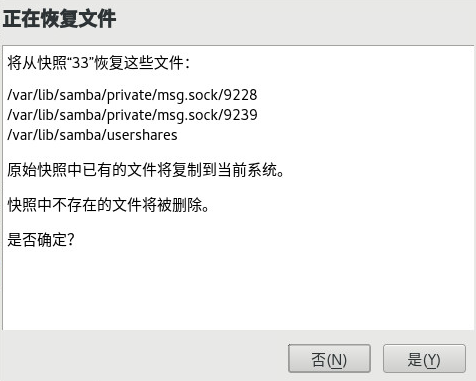 正在恢复文件
将从快照“33”恢复这些文件：
/var/lib/samba/private/msg.sock/9228
/var/lib/samba/private/msg.sock/9239
/var/lib/samba/usershares
原始快照中已有的文件将复制到当前系统。
快照中不存在的文件将被删除。
是否确定？
否(N)
是(Y)